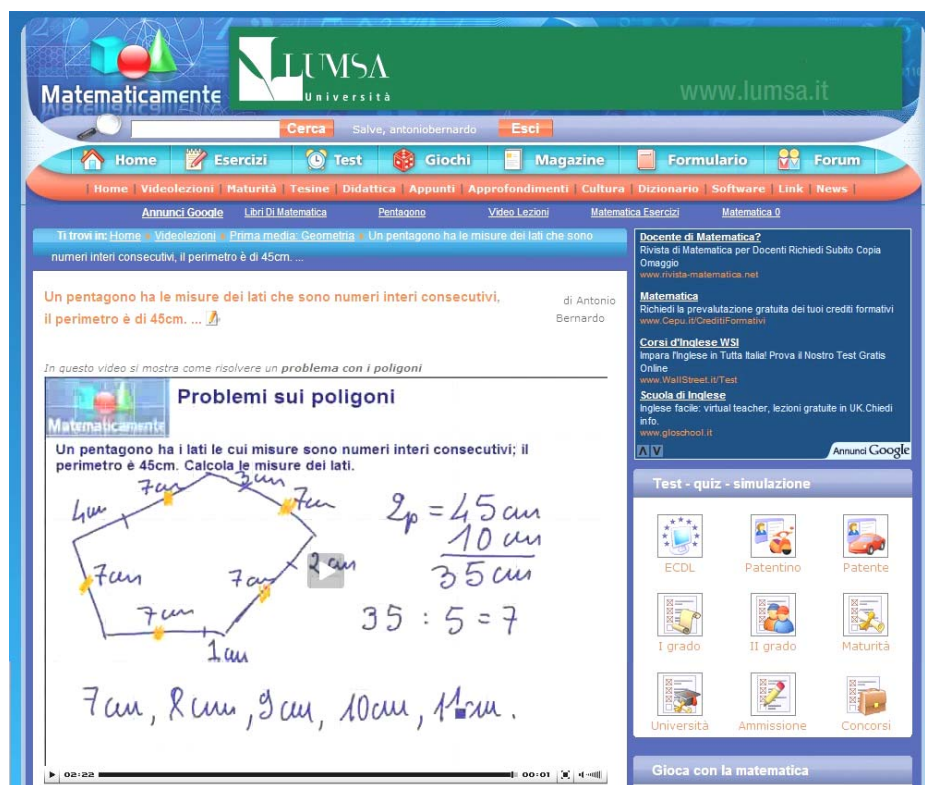 LUMSA
Università
www.lumsa.it
Matematicamente
Cerca
Salve, antoniobernardo
Esci
Home Esercizi Test Giochi Magazine Formulario Forum
| Home | Videolezioni | Maturità | Tesine | Didattica | Appunti | Approfondimenti | Cultura | Dizionario | Software | Link | News |
Annunci Google Libri Di Matematica Pentagono Video Lezioni Matematica Esercizi Matematica 0
Ti trovi in: Home Videolezioni Prima media: Geometria Un pentagono ha le misure dei lati che sono
numeri interi consecutivi, il perimetro è di 45cm. ...
Un pentagono ha le misure dei lati che sono numeri interi consecutivi,
il perimetro è di 45cm. ...
di Antonio
Bernardo
In questo video si mostra come risolvere un problema con i poligoni
Matematicamente
Problemi sui poligoni
Un pentagono ha i lati le cui misure sono numeri interi consecutivi; il
perimetro è 45cm. Calcola le misure dei lati.
4cm
7cm
3cm
7cm
7cm
7cm
2cm
7cm
1cm
2p = 45 cm
10 cm
35 cm
35 : 5 = 7
7cm, 8cm, 9cm, 10cm, 11cm.
02:22
00:01
Docente di Matematica?
Rivista di Matematica per Docenti Richiedi Subito Copia
Omaggio
www.rivista-matematica.net
Matematica
Richiedi la prevalutazione gratuita dei tuoi crediti formativi
www.Cepu.it/CreditiFormativi
Corsi d'Inglese WSI
Impara l'Inglese in Tutta Italia! Prova il Nostro Test Gratis
Online
www.WallStreet.it/Test
Scuola di Inglese
Inglese facile: virtual teacher, lezioni gratuite in UK.Chiedi
info.
www.gloschool.it
Annunci Google
Test - quiz - simulazione
ECDL Patentino Patente
I grado II grado Maturità
Università Ammissione Concorsi
Gioca con la matematica